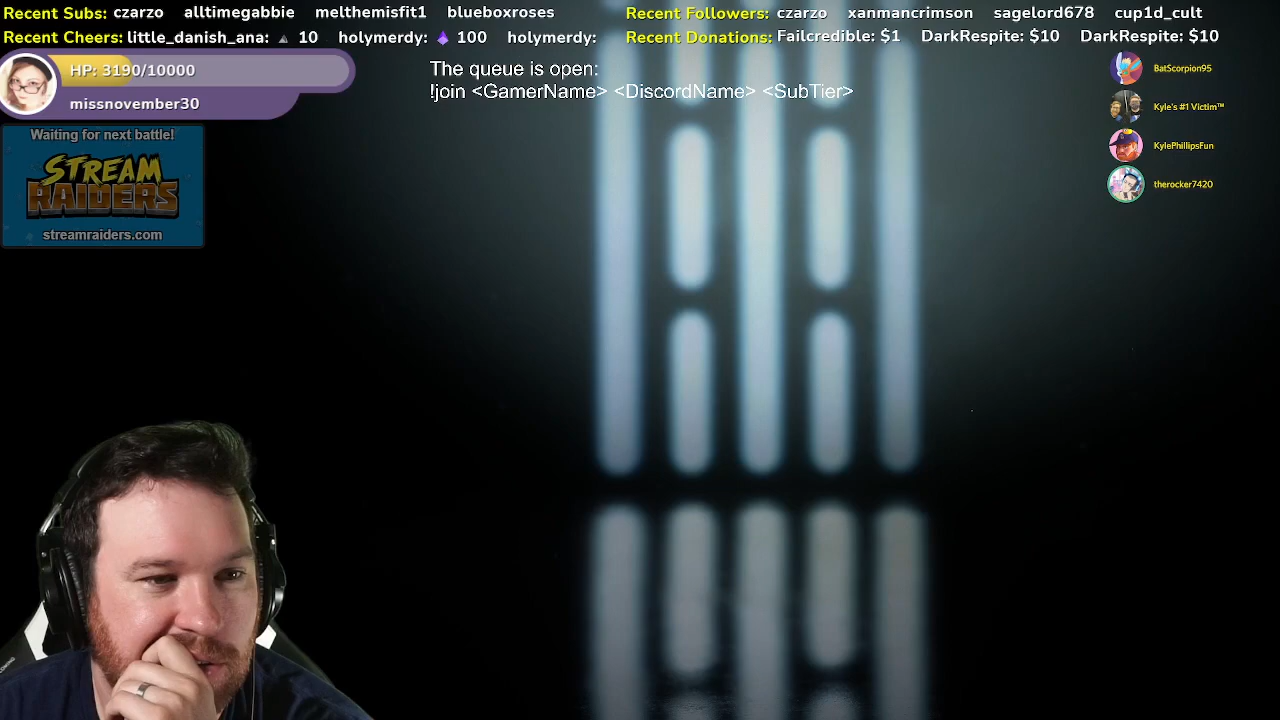 Recent Subs: czarzo alltimegabbie melthemisfit1 blueboxroses
Recent Followers: czarzo xanmancrimson sagelord678 cup1d_cult
Recent Cheers: little_danish_ana: 10 holymerdy: 100 holymerdy:
Recent Donations: Failcredible: $1 DarkRespite: $10 DarkRespite: $10
HP: 3190/10000
missnovember30
The queue is open:
!join <GamerName> <DiscordName> <SubTier>
BatScorpion95
Kyle's #1 Victim™
KylePhillipsFun
therocker7420
Waiting for next battle!
STREAM
RAIDERS
streamraiders.com